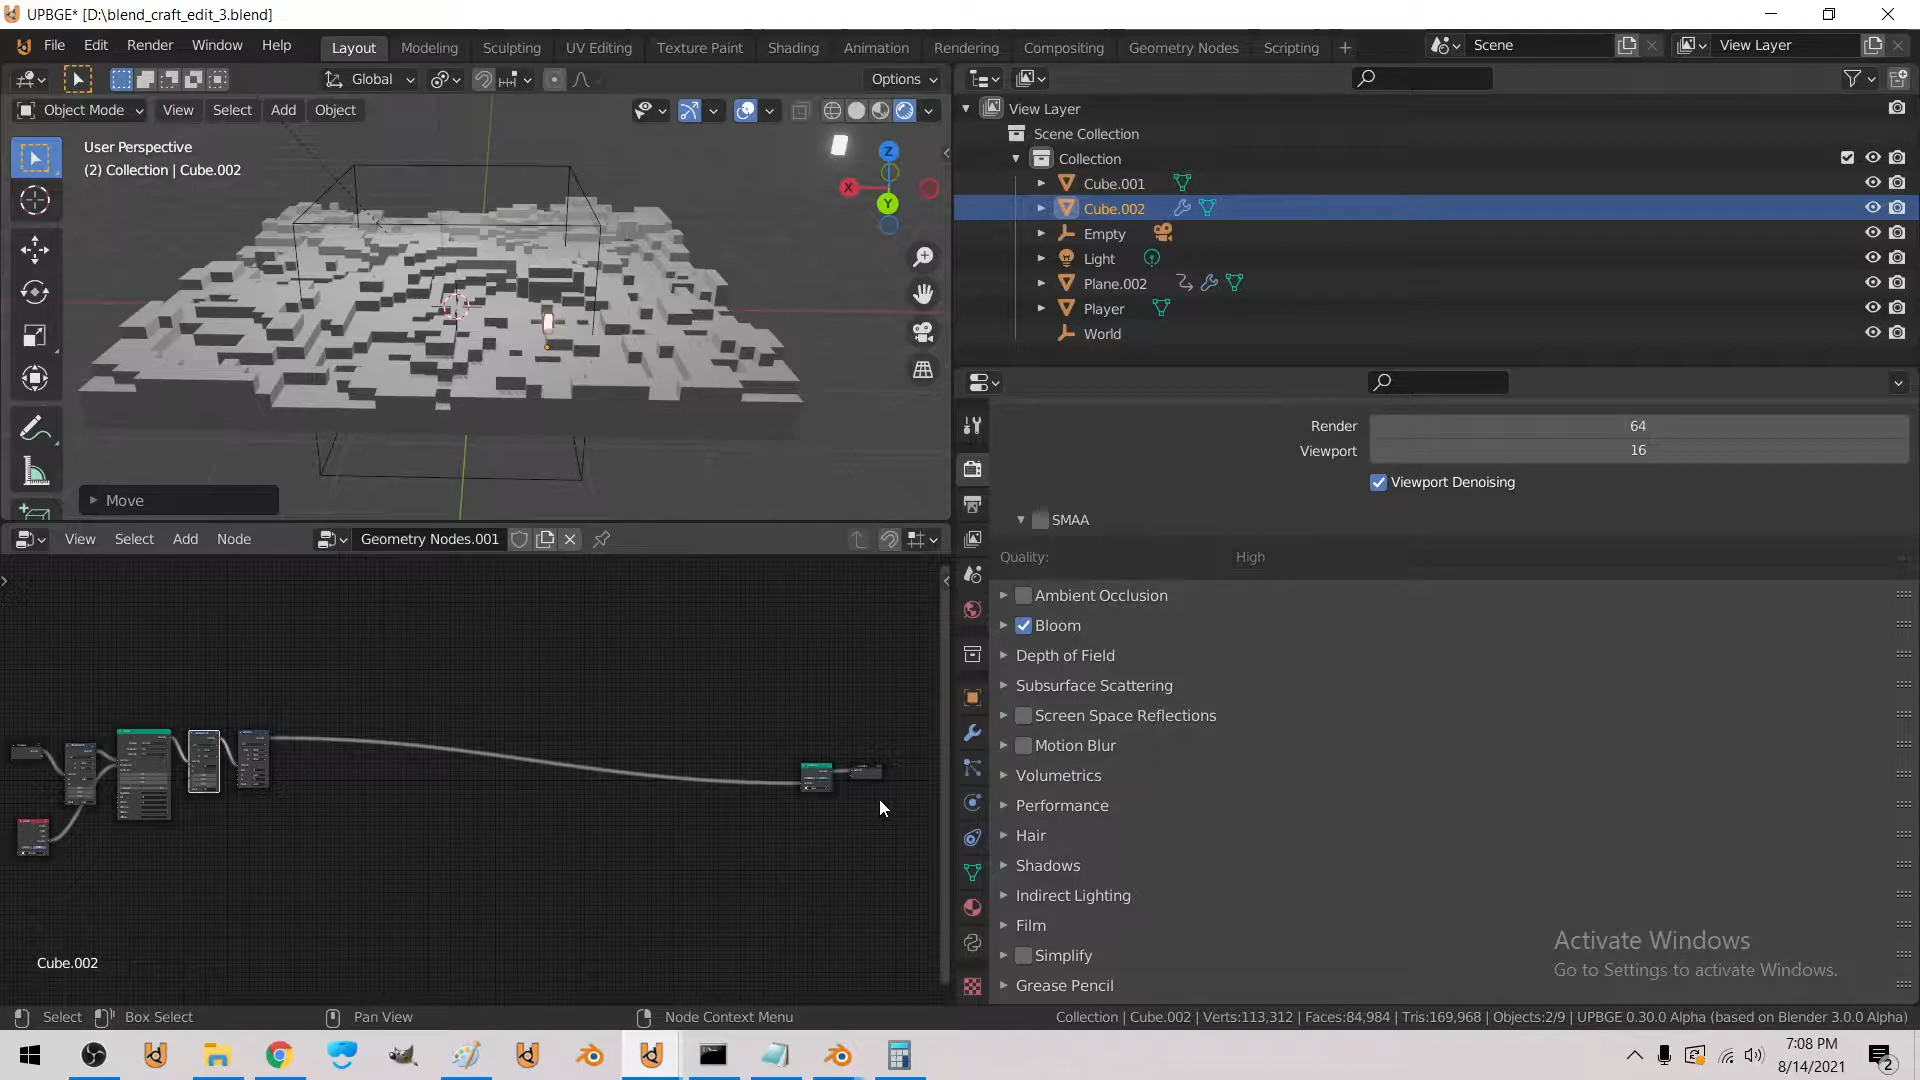 UPBGE* [D:\blend_craft_edit_3.blend]
File Edit Render Window Help Layout Modeling Sculpting UV Editing Texture Paint Shading Animation Rendering Compositing Geometry Nodes Scripting + Scene View Layer
Global Options
Object Mode View Select Add Object
User Perspective
(2) Collection | Cube.002
Z
X
Y
Move
View Layer
Scene Collection
Collection
Cube.001
Cube.002
Empty
Light
Plane.002
Player
World
Render 64
Viewport 16
Viewport Denoising
SMAA
Quality: High
Ambient Occlusion
Bloom
Depth of Field
Subsurface Scattering
Screen Space Reflections
Motion Blur
Volumetrics
Performance
Hair
Shadows
Indirect Lighting
Film
Simplify
Grease Pencil
View Select Add Node Geometry Nodes.001
Cube.002
Activate Windows
Go to Settings to activate Windows.
Select Box Select Pan View Node Context Menu Collection | Cube.002 | Verts:113,312 | Faces:84,984 | Tris:169,968 | Objects:2/9 | UPBGE 0.30.0 Alpha (based on Blender 3.0.0 Alpha)
7:08 PM
8/14/2021
2